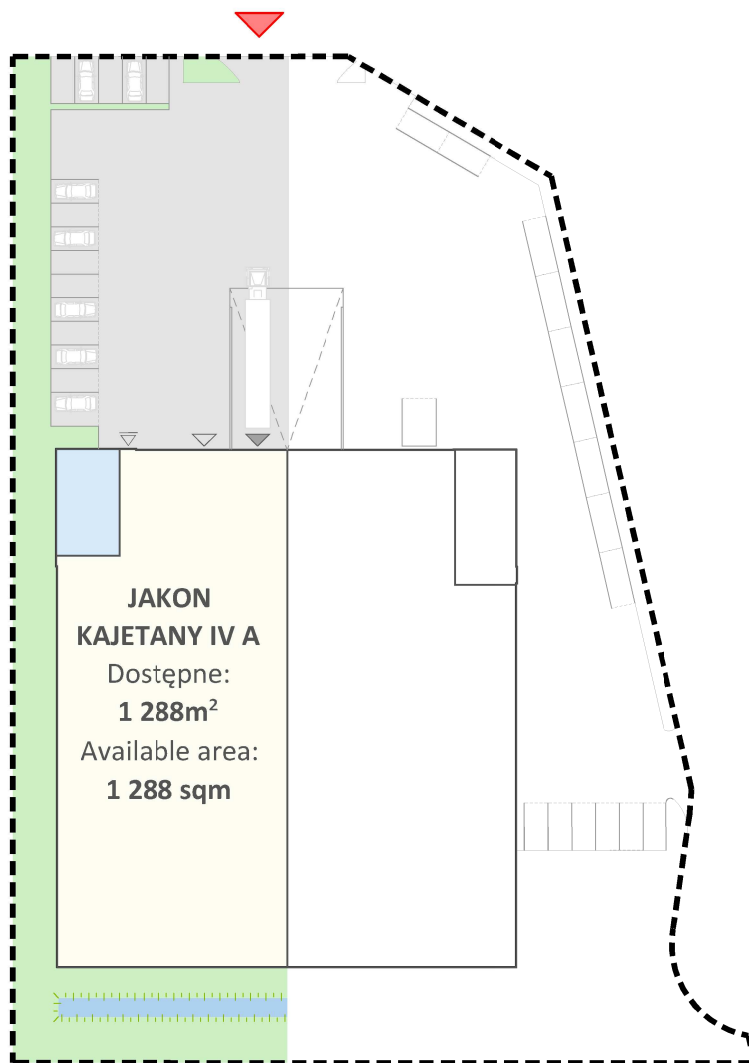 JAKON
KAJETANY IV A
Dostępne:
1 288m²
Available area:
1 288 sqm